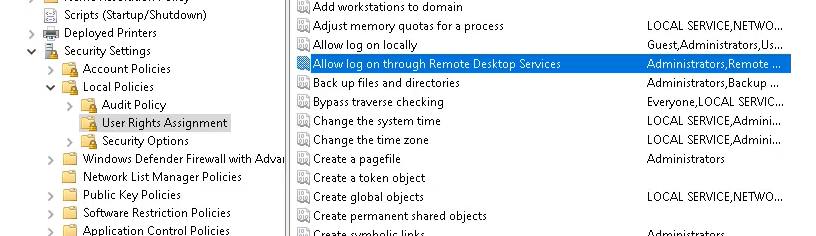 Scripts (Startup/Shutdown)
Deployed Printers
Security Settings
Account Policies
Local Policies
Audit Policy
User Rights Assignment
Security Options
Windows Defender Firewall with Advan
Network List Manager Policies
Public Key Policies
Software Restriction Policies
Application Control Policies
Add workstations to domain
Adjust memory quotas for a process LOCAL SERVICE,NETWO...
Allow log on locally Guest,Administrators,Us...
Allow log on through Remote Desktop Services Administrators,Remote ...
Back up files and directories Administrators,Backup ...
Bypass traverse checking Everyone,LOCAL SERVIC...
Change the system time LOCAL SERVICE,Admini...
Change the time zone LOCAL SERVICE,Admini...
Create a pagefile Administrators
Create a token object
Create global objects LOCAL SERVICE,NETWO...
Create permanent shared objects
Create symbolic links Administrators